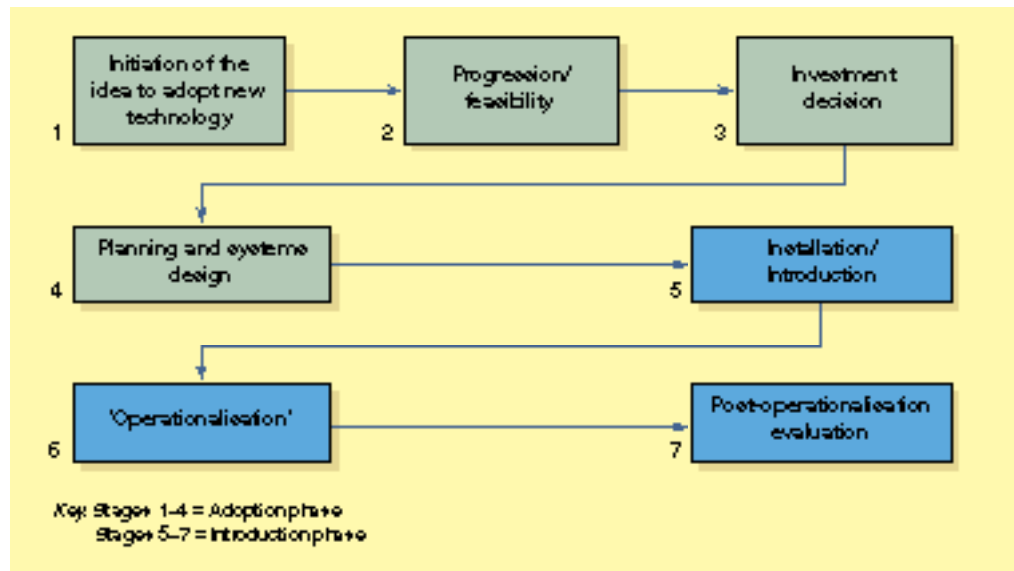 Initiation of the
idea to adopt new
technology
1
Progression/
feasibility
2
Investment
decision
3
Planning and systems
design
4
Installation/
Introduction
5
'Operationalisation'
6
Post-operationalisation
evaluation
7
Key: Stages 1-4 = Adoption phase
Stages 5–7 = Introduction phase